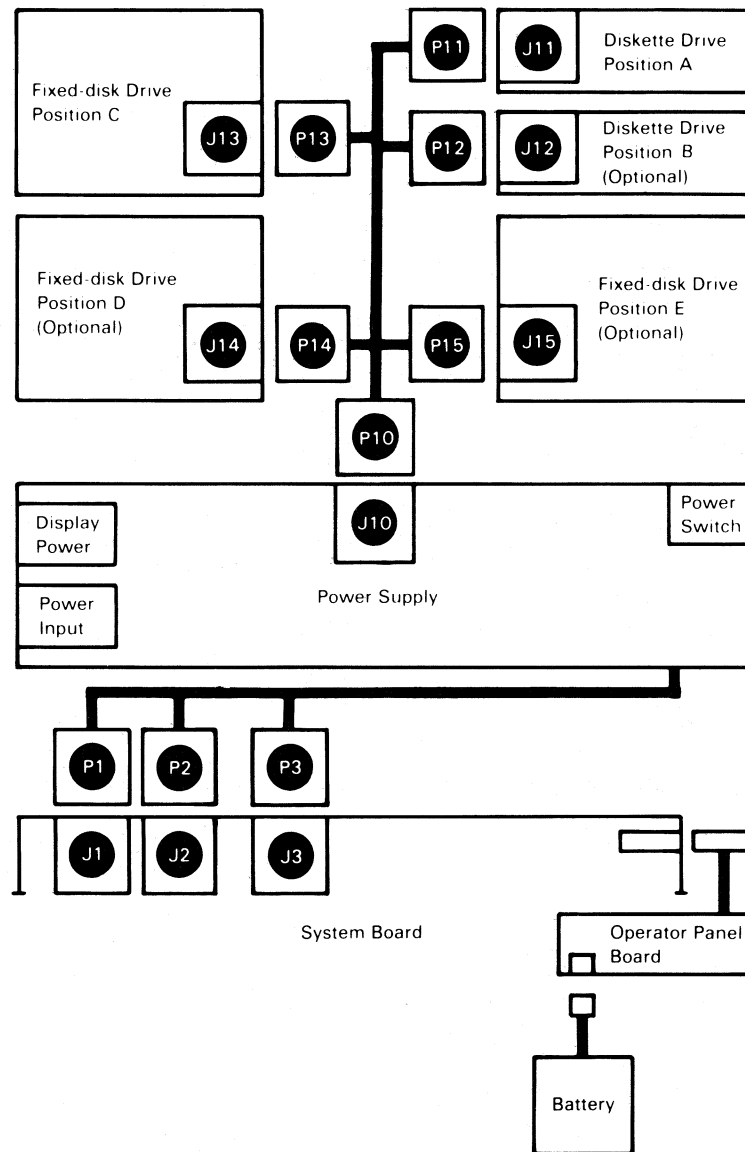 P11
J11
Diskette Drive
Position A
Fixed-disk Drive
Position C
J13
P13
P12
J12
Diskette Drive
Position B
(Optional)
Fixed-disk Drive
Position D
(Optional)
J14
P14
P15
J15
Fixed-disk Drive
Position E
(Optional)
P10
J10
Display
Power
Power
Switch
Power
Input
Power Supply
P1
P2
P3
J1
J2
J3
System Board
Operator Panel
Board
Battery